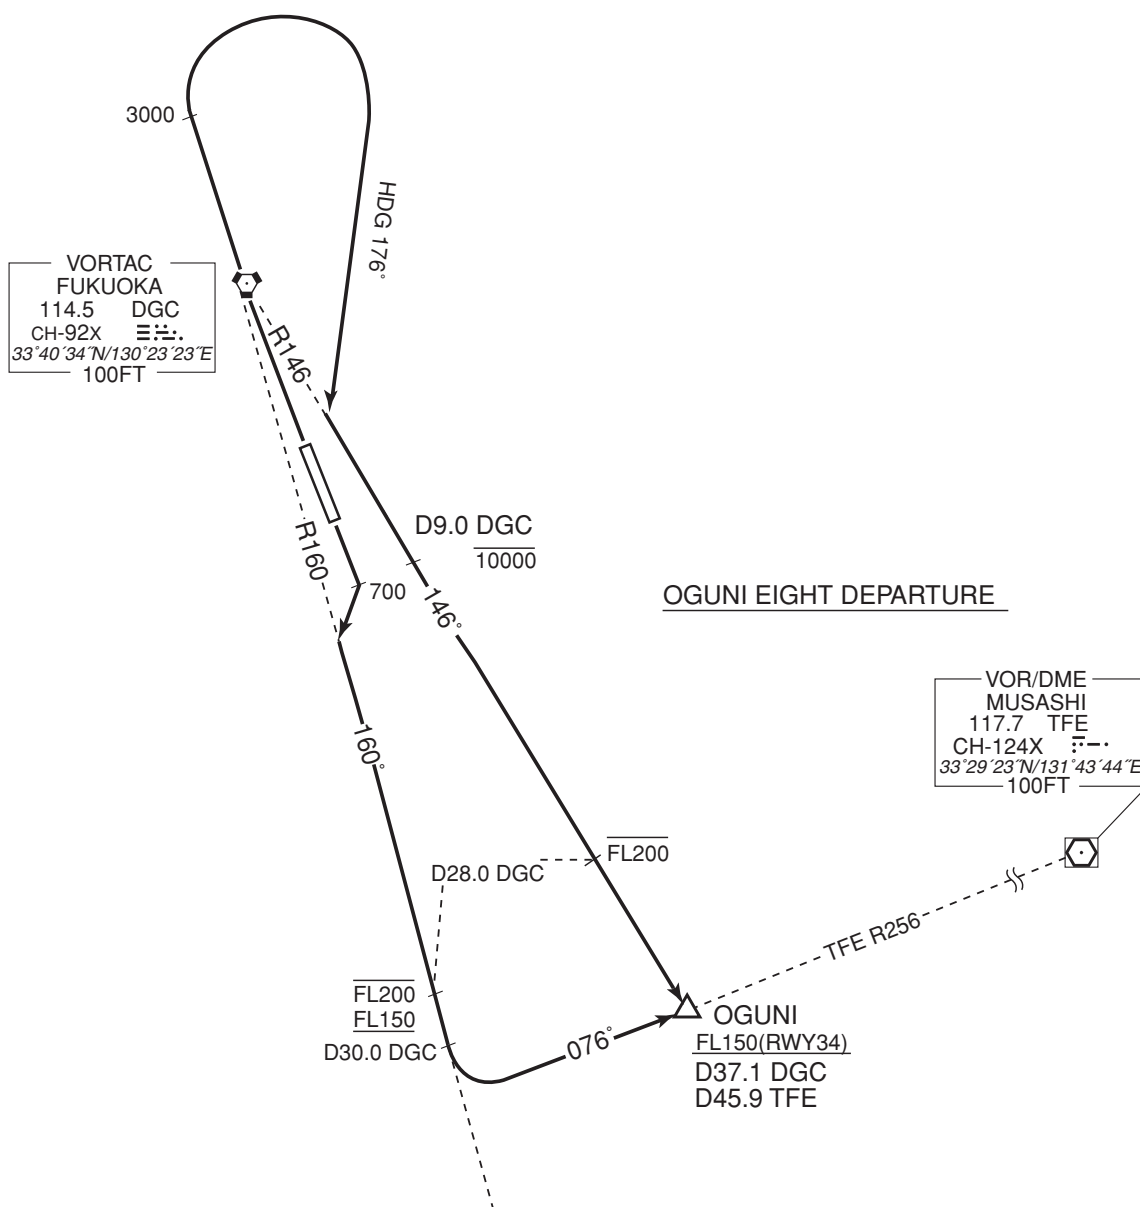 3000
HDG 176°
VORTAC
FUKUOKA
114.5 DGC
CH-92X
33°40´34˝N/130°23´23˝E
100FT
R146
R160
D9.0 DGC
10000
700
146°
OGUNI EIGHT DEPARTURE
VOR/DME
MUSASHI
117.7 TFE
CH-124X
33°29´23˝N/131°43´44˝E
100FT
160°
FL200
D28.0 DGC
TFE R256
FL200
FL150
D30.0 DGC
076°
OGUNI
FL150(RWY34)
D37.1 DGC
D45.9 TFE